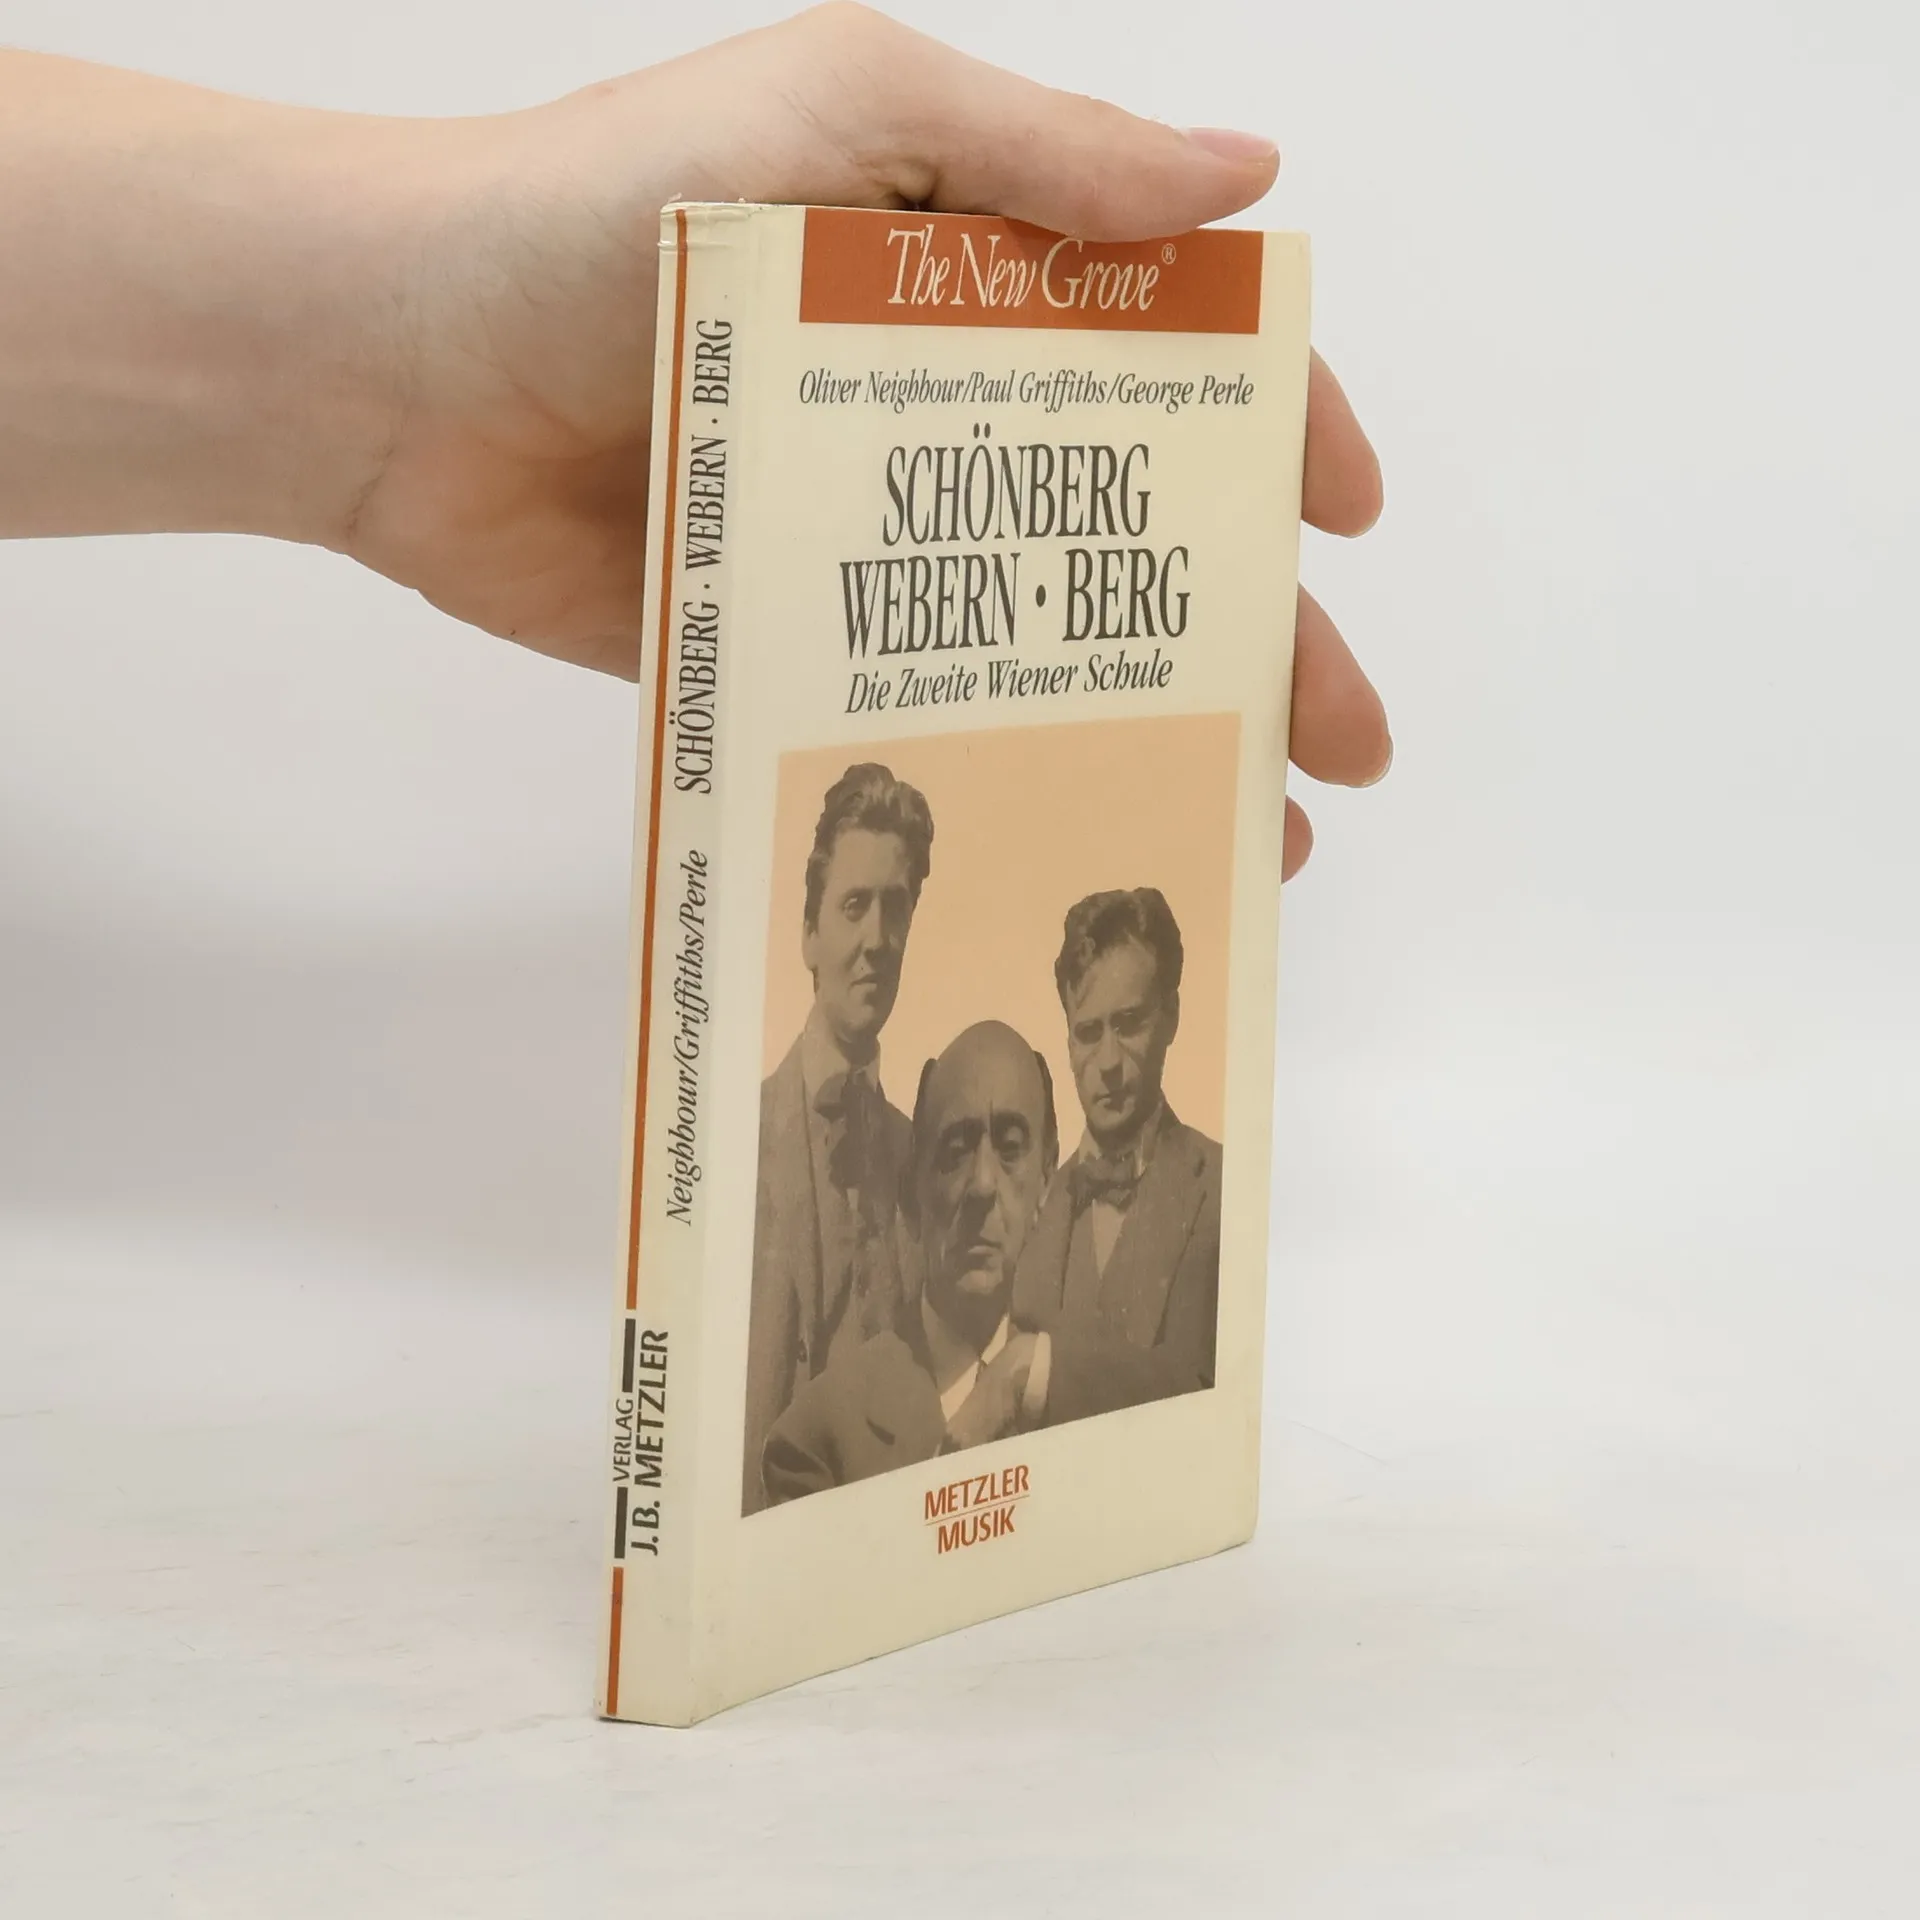 The New Grove®
Oliver Neighbour/Paul Griffiths/George Perle
SCHÖNBERG
WEBERN · BERG
Die Zweite Wiener Schule
METZLER
MUSIK
Neighbour/Griffiths/Perle SCHÖNBERG · WEBERN · BERG
VERLAG
J.B. METZLER